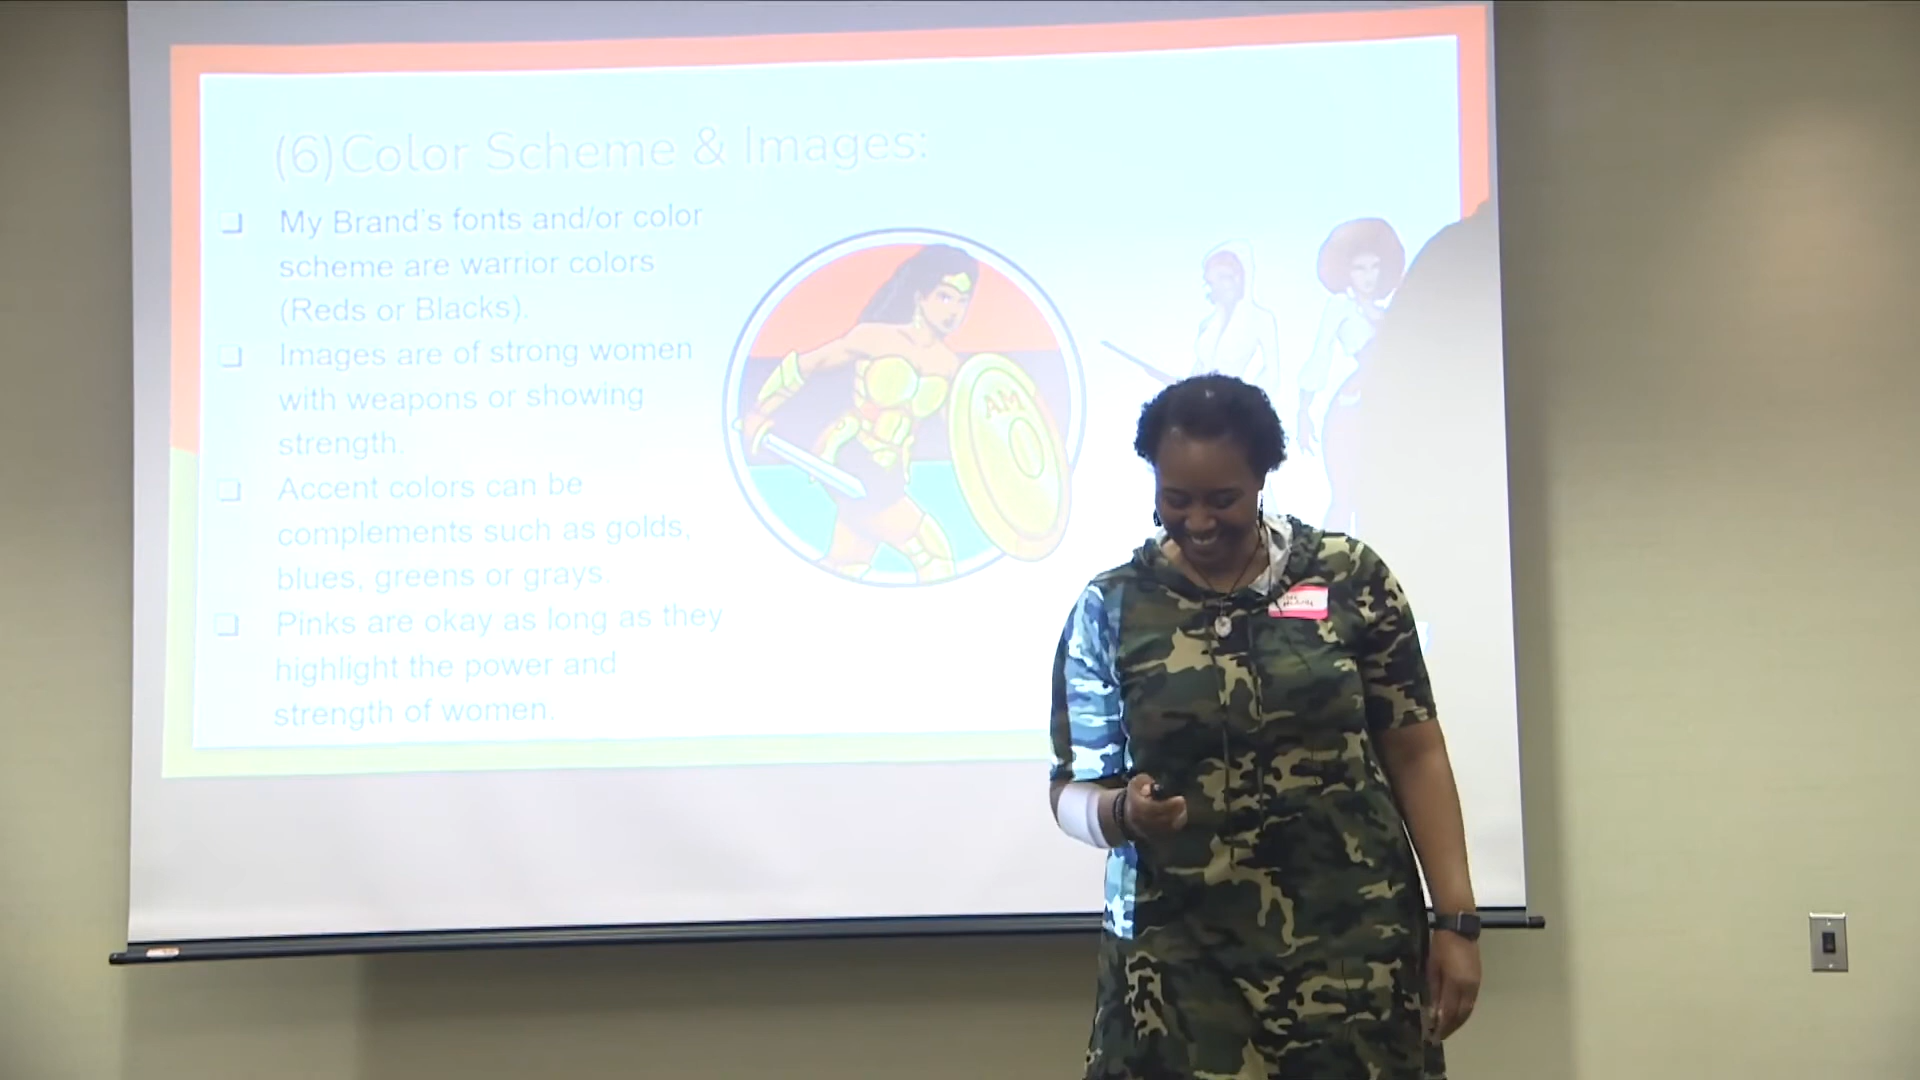 (6)Color Scheme & Images:
My Brand's fonts and/or color
scheme are warrior colors
(Reds or Blacks).
Images are of strong women
with weapons or showing
strength.
Accent colors can be
complements such as golds,
blues, greens or grays.
Pinks are okay as long as they
highlight the power and
strength of women.
AM